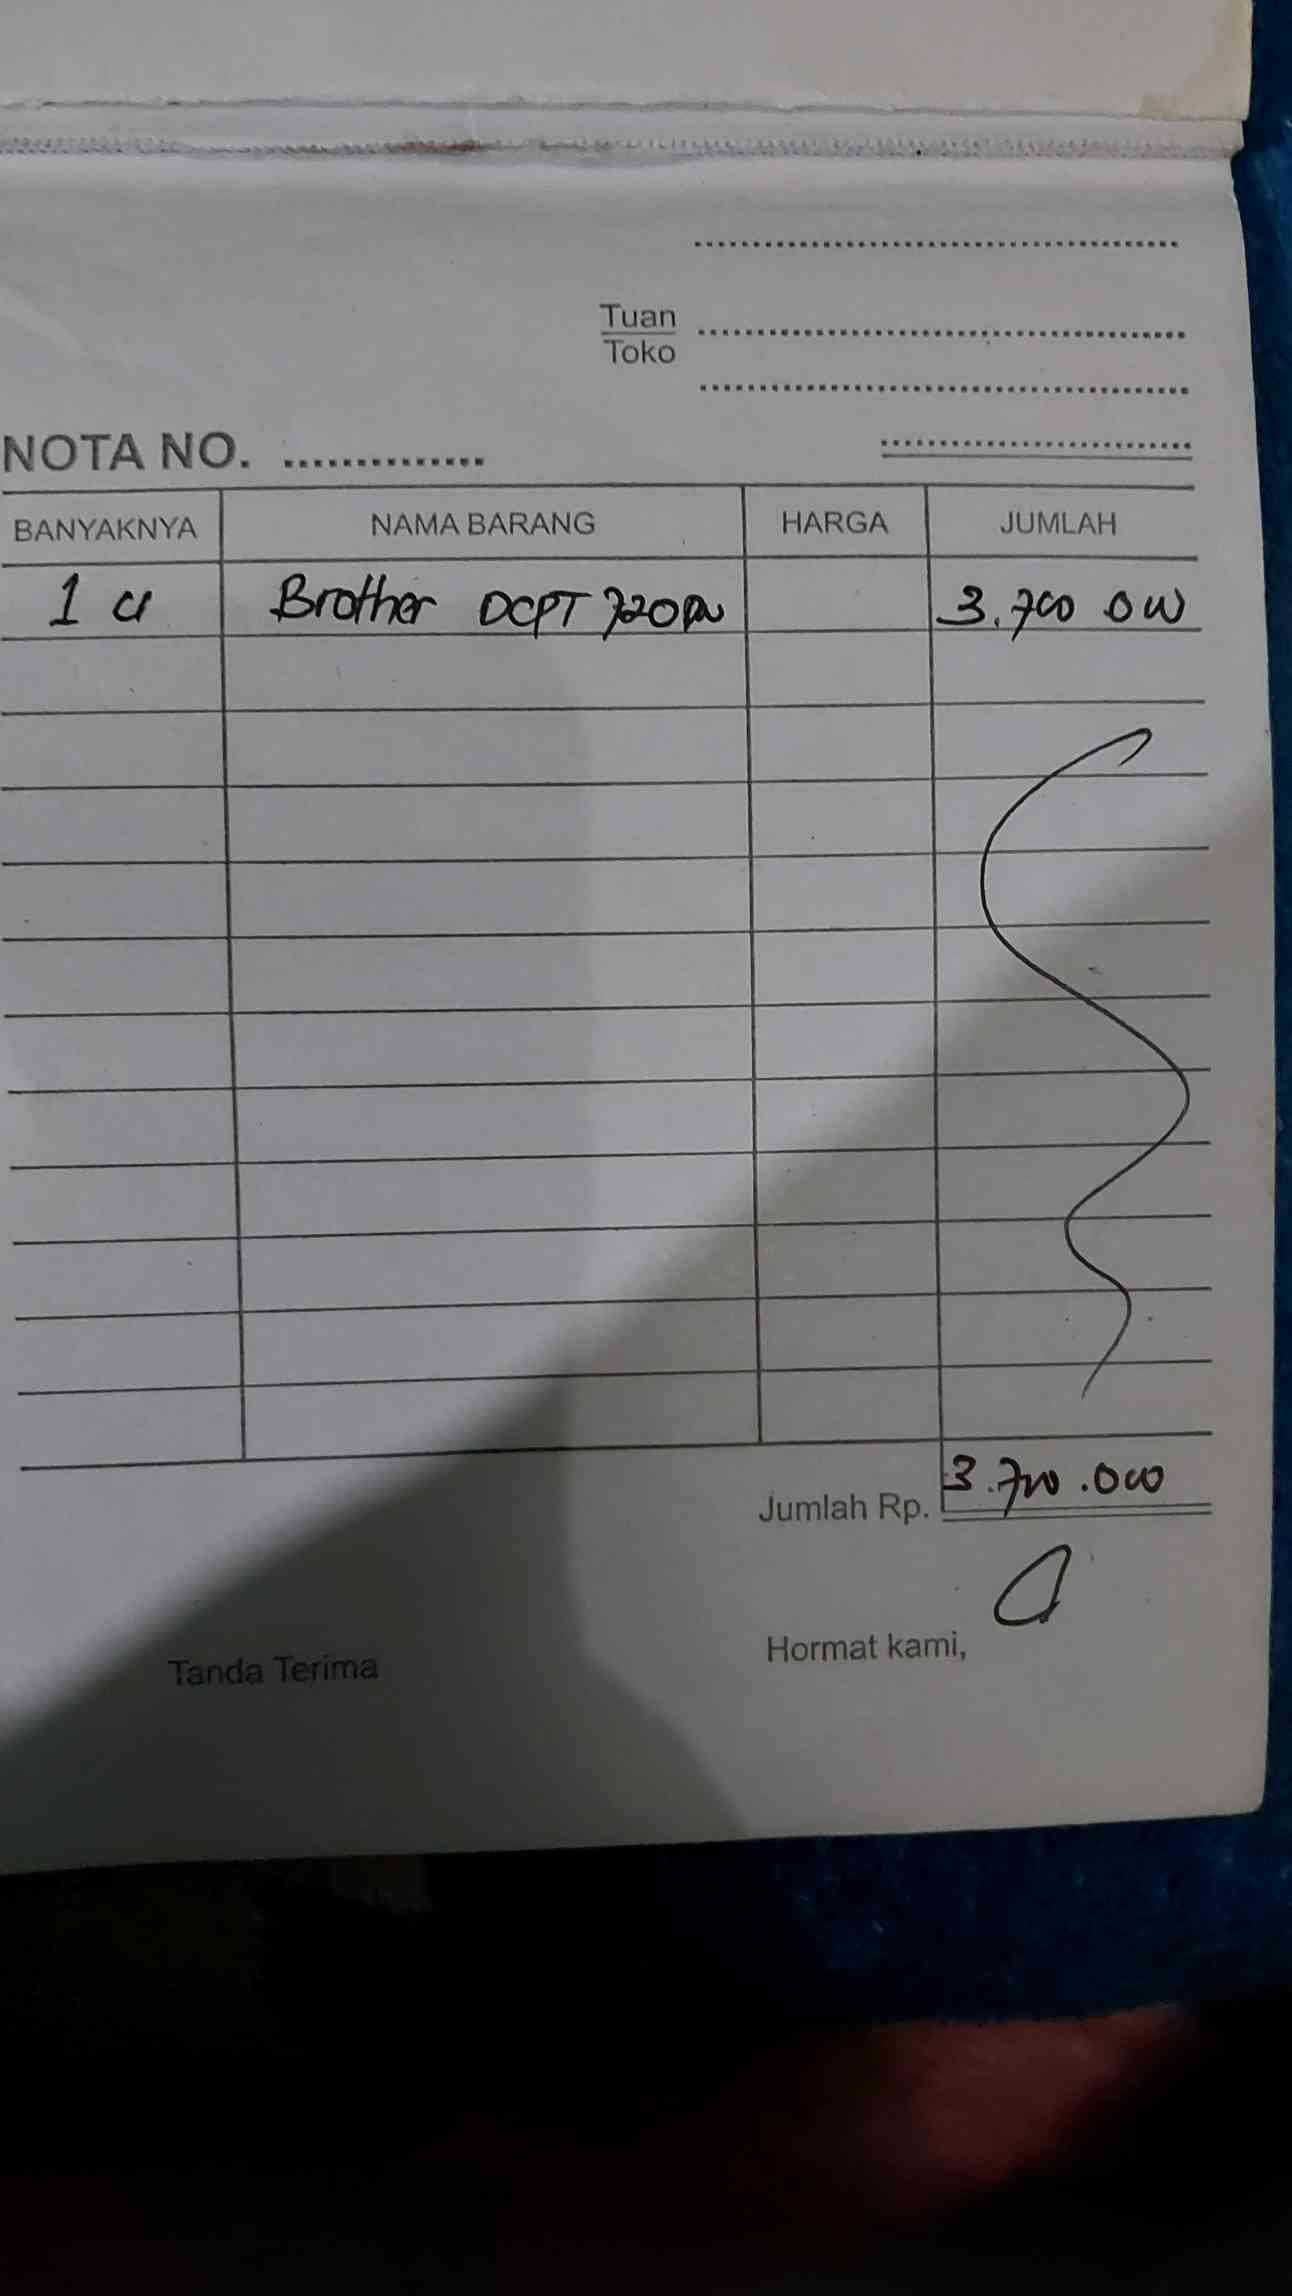 Tuan
Toko
NOTA NO.
BANYAKNYA NAMA BARANG HARGA JUMLAH
1 Brother DCPT 720DW 3.700 000
Jumlah Rp. 3.700.000
Hormat kami,
Tanda Terima